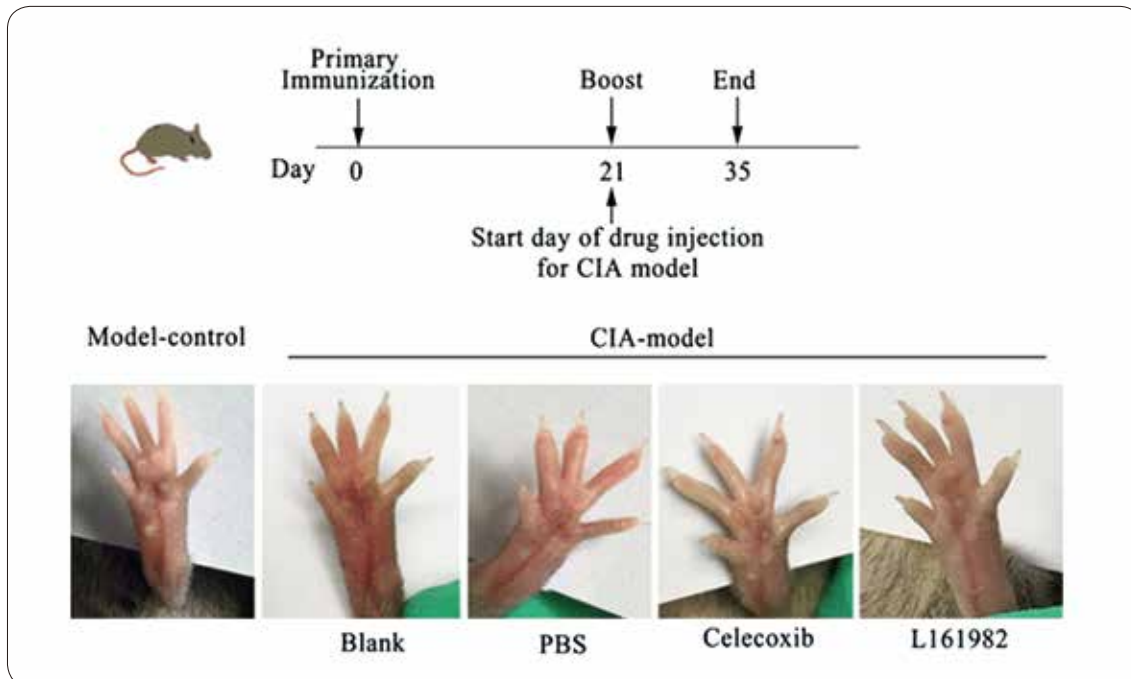 Primary
Immunization
Boost
End
Day
0
21
35
Start day of drug injection
for CIA model
Model-control
CIA-model
Blank
PBS
Celecoxib
L161982